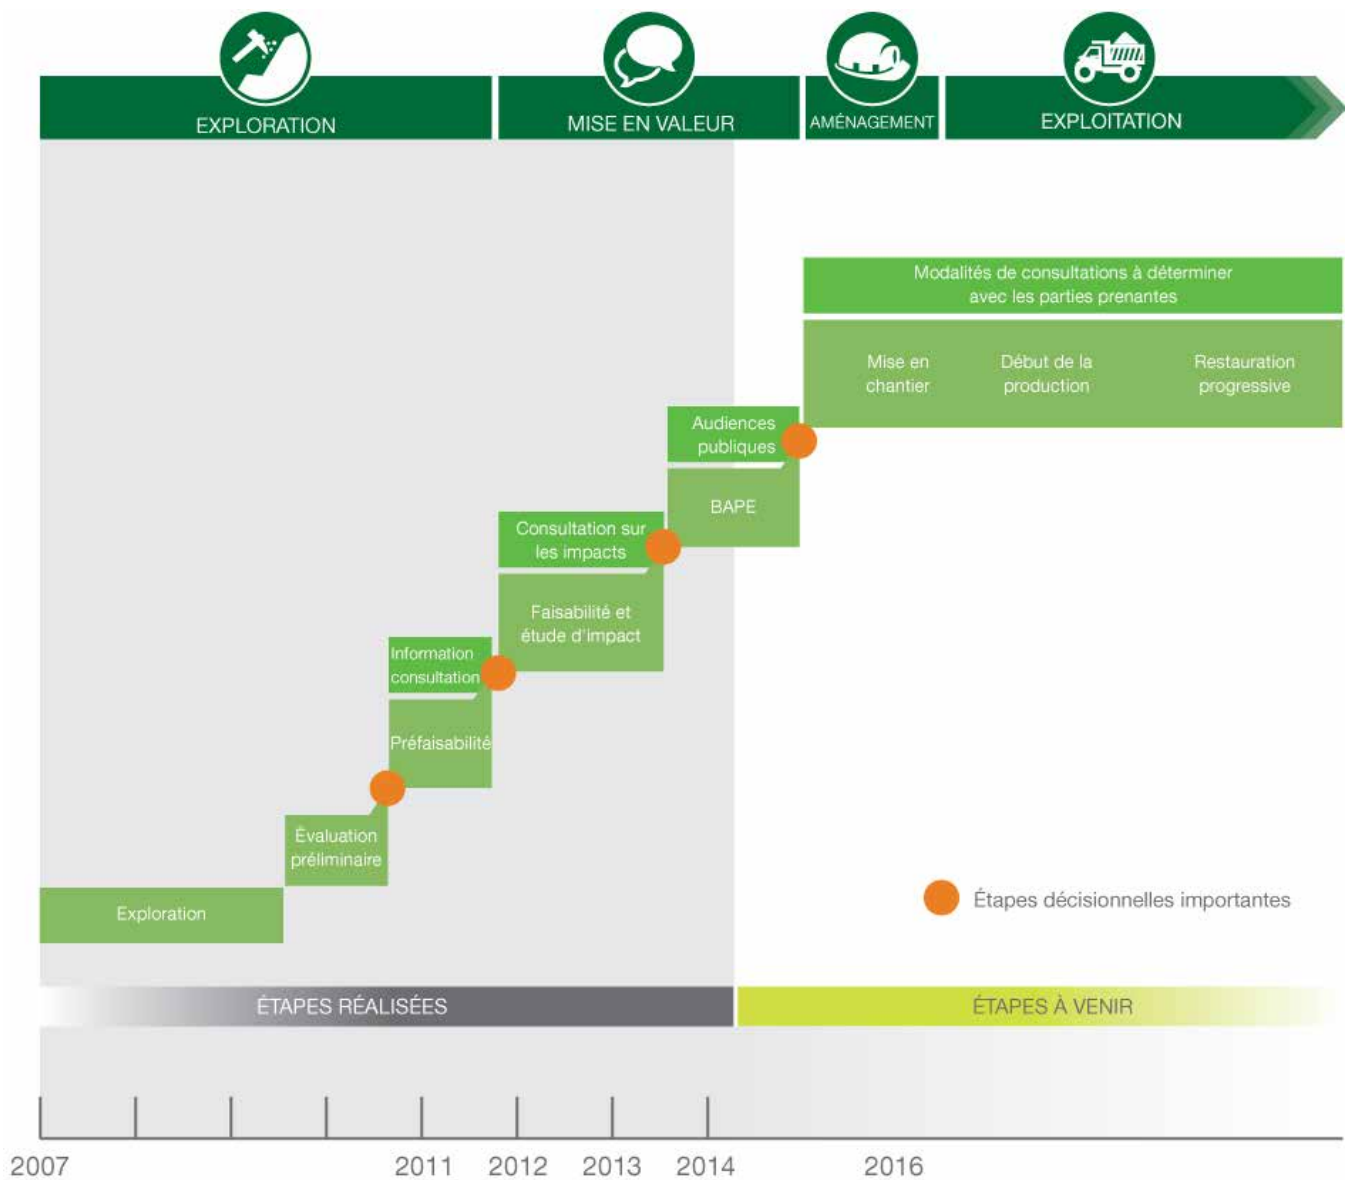 EXPLORATION
MISE EN VALEUR
AMÉNAGEMENT
EXPLOITATION
Modalités de consultations à déterminer
avec les parties prenantes
Mise en
chantier
Début de la
production
Restauration
progressive
Audiences
publiques
BAPE
Consultation sur
les impacts
Faisabilité et
étude d'impact
Information
consultation
Préfaisabilité
Évaluation
préliminaire
Exploration
Étapes décisionnelles importantes
ÉTAPES RÉALISÉES
ÉTAPES À VENIR
2007
2011
2012
2013
2014
2016